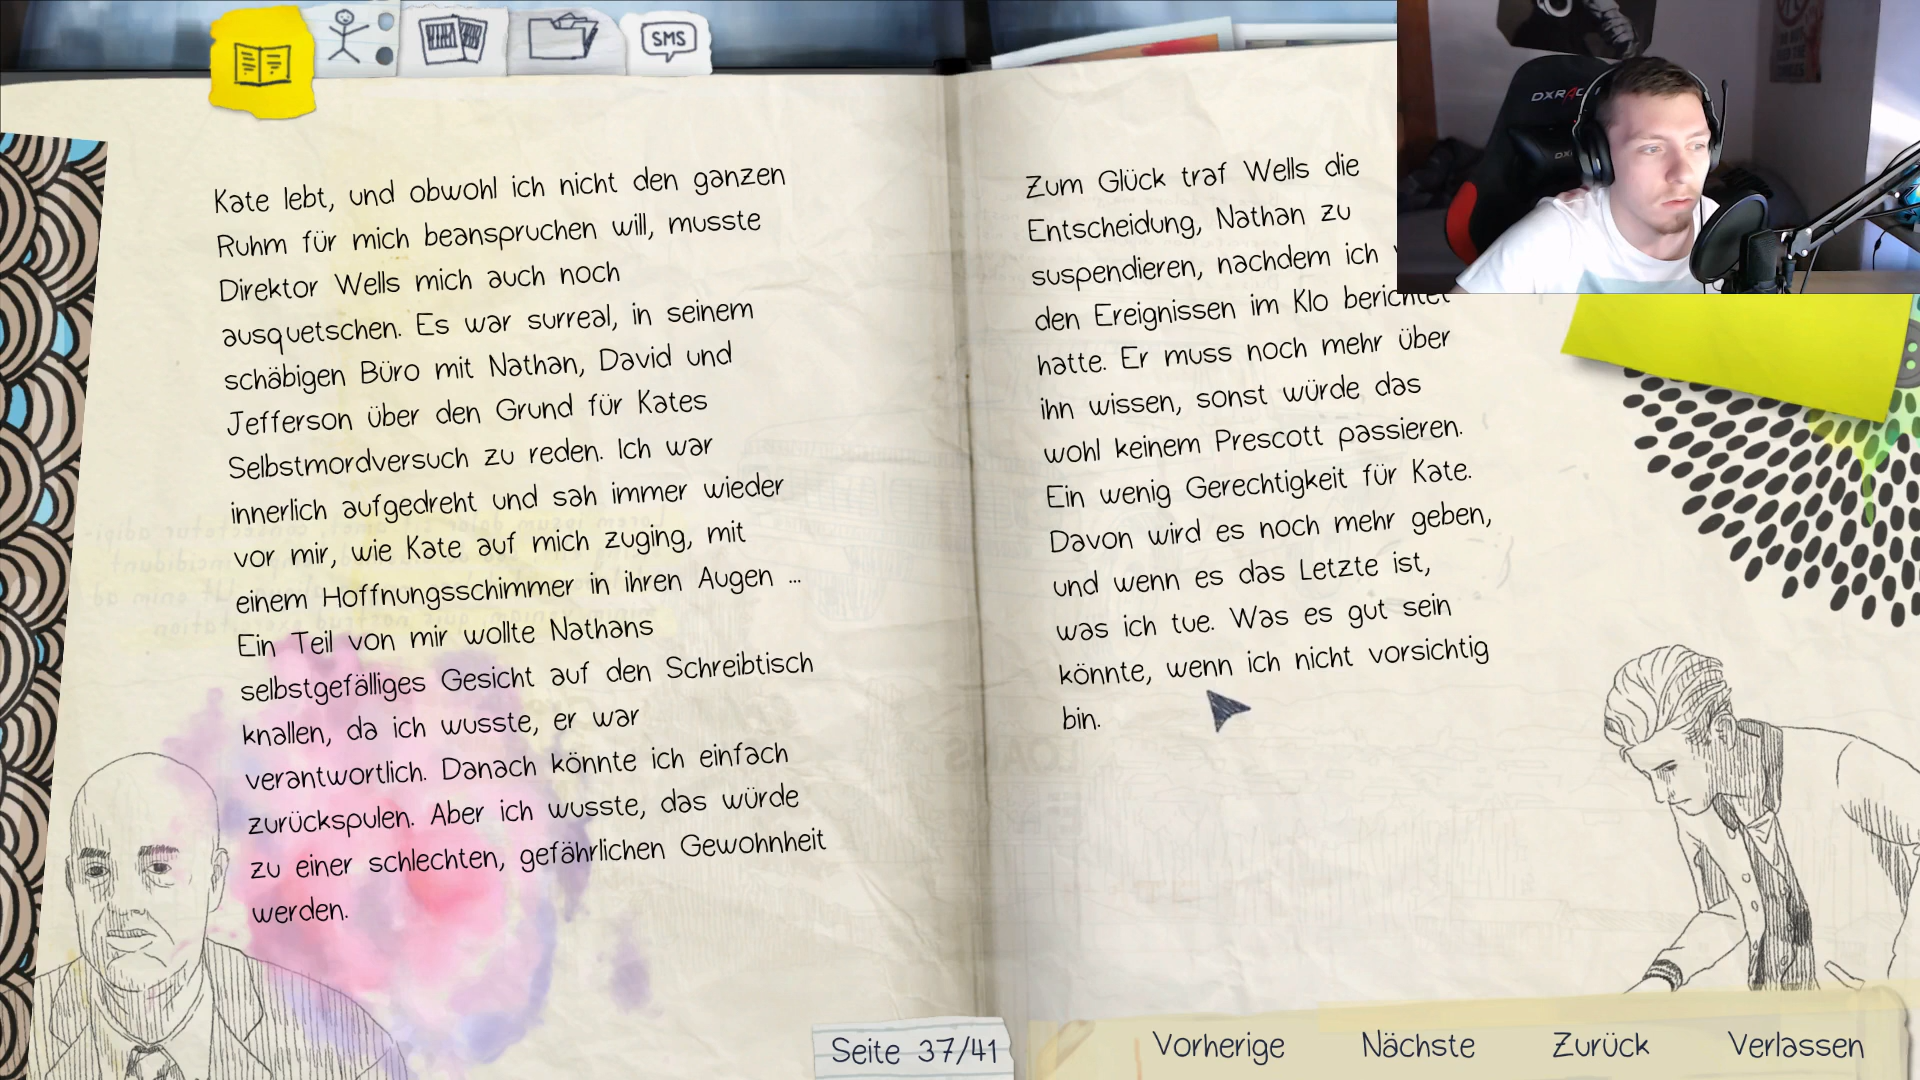 SMS
Kate lebt, und obwohl ich nicht den ganzen
Ruhm für mich beanspruchen will, musste
Direktor Wells mich auch noch
ausquetschen. Es war surreal, in seinem
schäbigen Büro mit Nathan, David und
Jefferson über den Grund für Kates
Selbstmordversuch zu reden. Ich war
innerlich aufgedreht und sah immer wieder
vor mir, wie Kate auf mich zuging, mit
einem Hoffnungsschimmer in ihren Augen ...
Ein Teil von mir wollte Nathans
selbstgefälliges Gesicht auf den Schreibtisch
knallen, da ich wusste, er war
verantwortlich. Danach könnte ich einfach
zurückspulen. Aber ich wusste, das würde
zu einer schlechten, gefährlichen Gewohnheit
werden.
Zum Glück traf Wells die
Entscheidung, Nathan zu
suspendieren, nachdem ich
den Ereignissen im Klo berichtet
hatte. Er muss noch mehr über
ihn wissen, sonst würde das
wohl keinem Prescott passieren.
Ein wenig Gerechtigkeit für Kate.
Davon wird es noch mehr geben,
und wenn es das Letzte ist,
was ich tue. Was es gut sein
könnte, wenn ich nicht vorsichtig
bin.
Seite 37/41
Vorherige
Nächste
Zurück
Verlassen